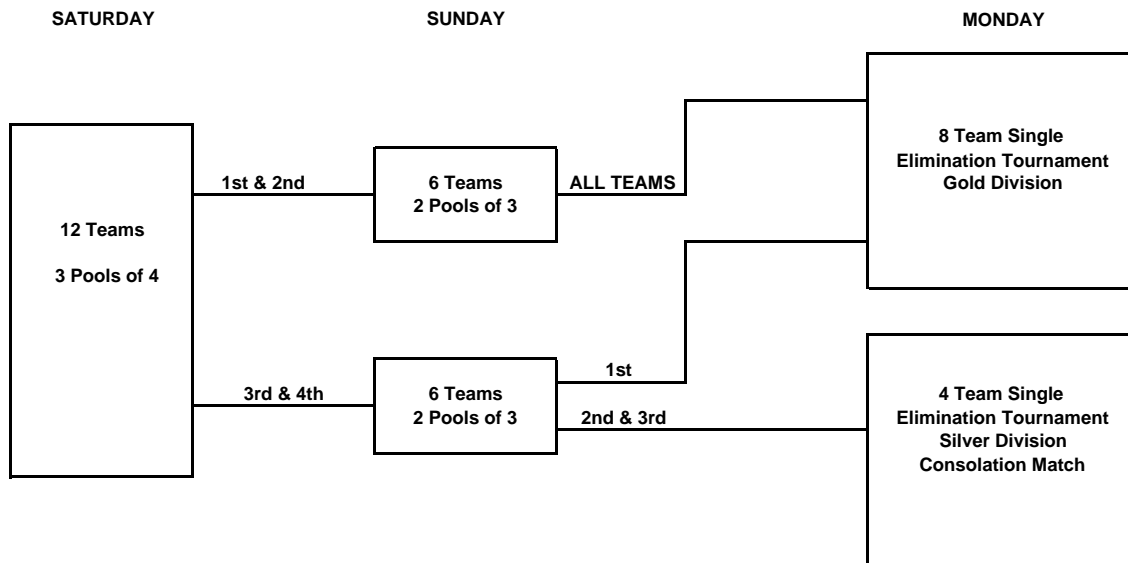 SATURDAY
SUNDAY
MONDAY
12 Teams
3 Pools of 4
1st & 2nd
6 Teams
2 Pools of 3
ALL TEAMS
8 Team Single
Elimination Tournament
Gold Division
3rd & 4th
6 Teams
2 Pools of 3
1st
2nd & 3rd
4 Team Single
Elimination Tournament
Silver Division
Consolation Match